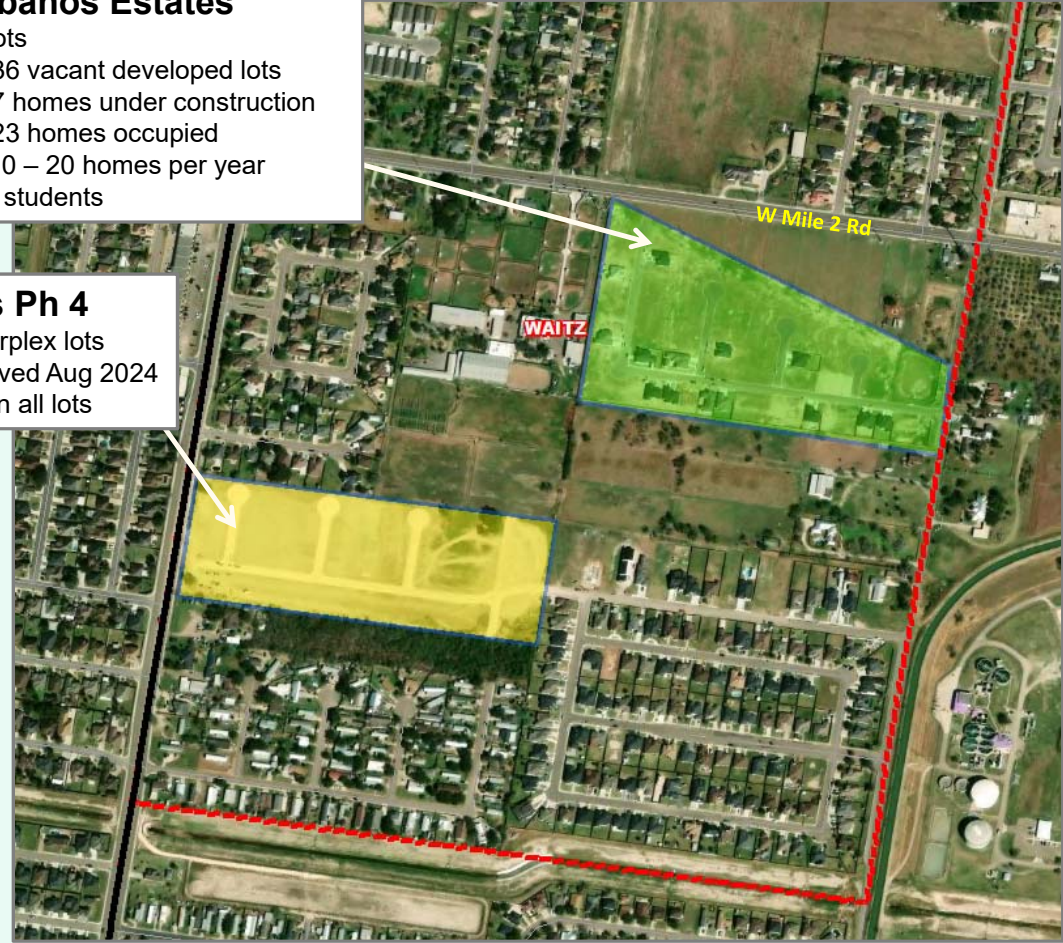 banos Estates
ots
36 vacant developed lots
7 homes under construction
23 homes occupied
0 – 20 homes per year
students
W Mile 2 Rd
s Ph 4
rplex lots
ved Aug 2024
n all lots
WAITZ